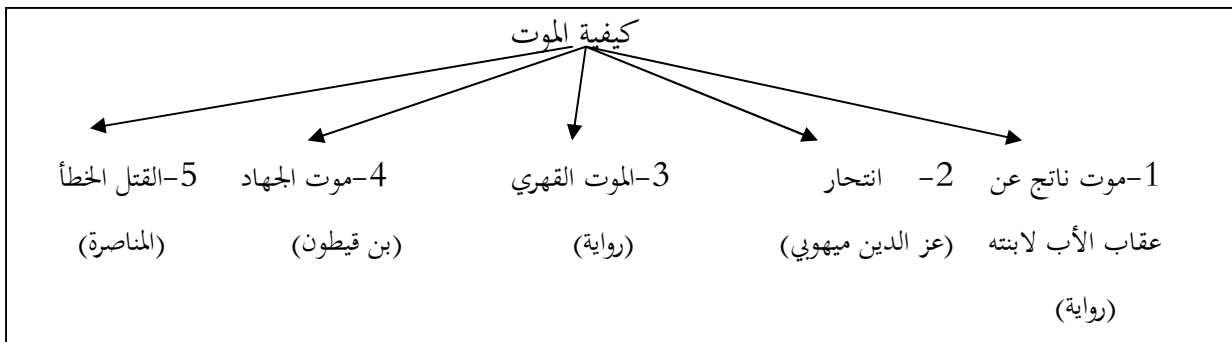 كيفية الموت
1-موت ناتج عن 2- انتحار 3-الموت القهري 4-موت الجهاد 5-القتل الخطأ
عقاب الأب لابنته (عز الدين ميهوبي) (رواية) (بن قيطون) (المناصرة)
(رواية)